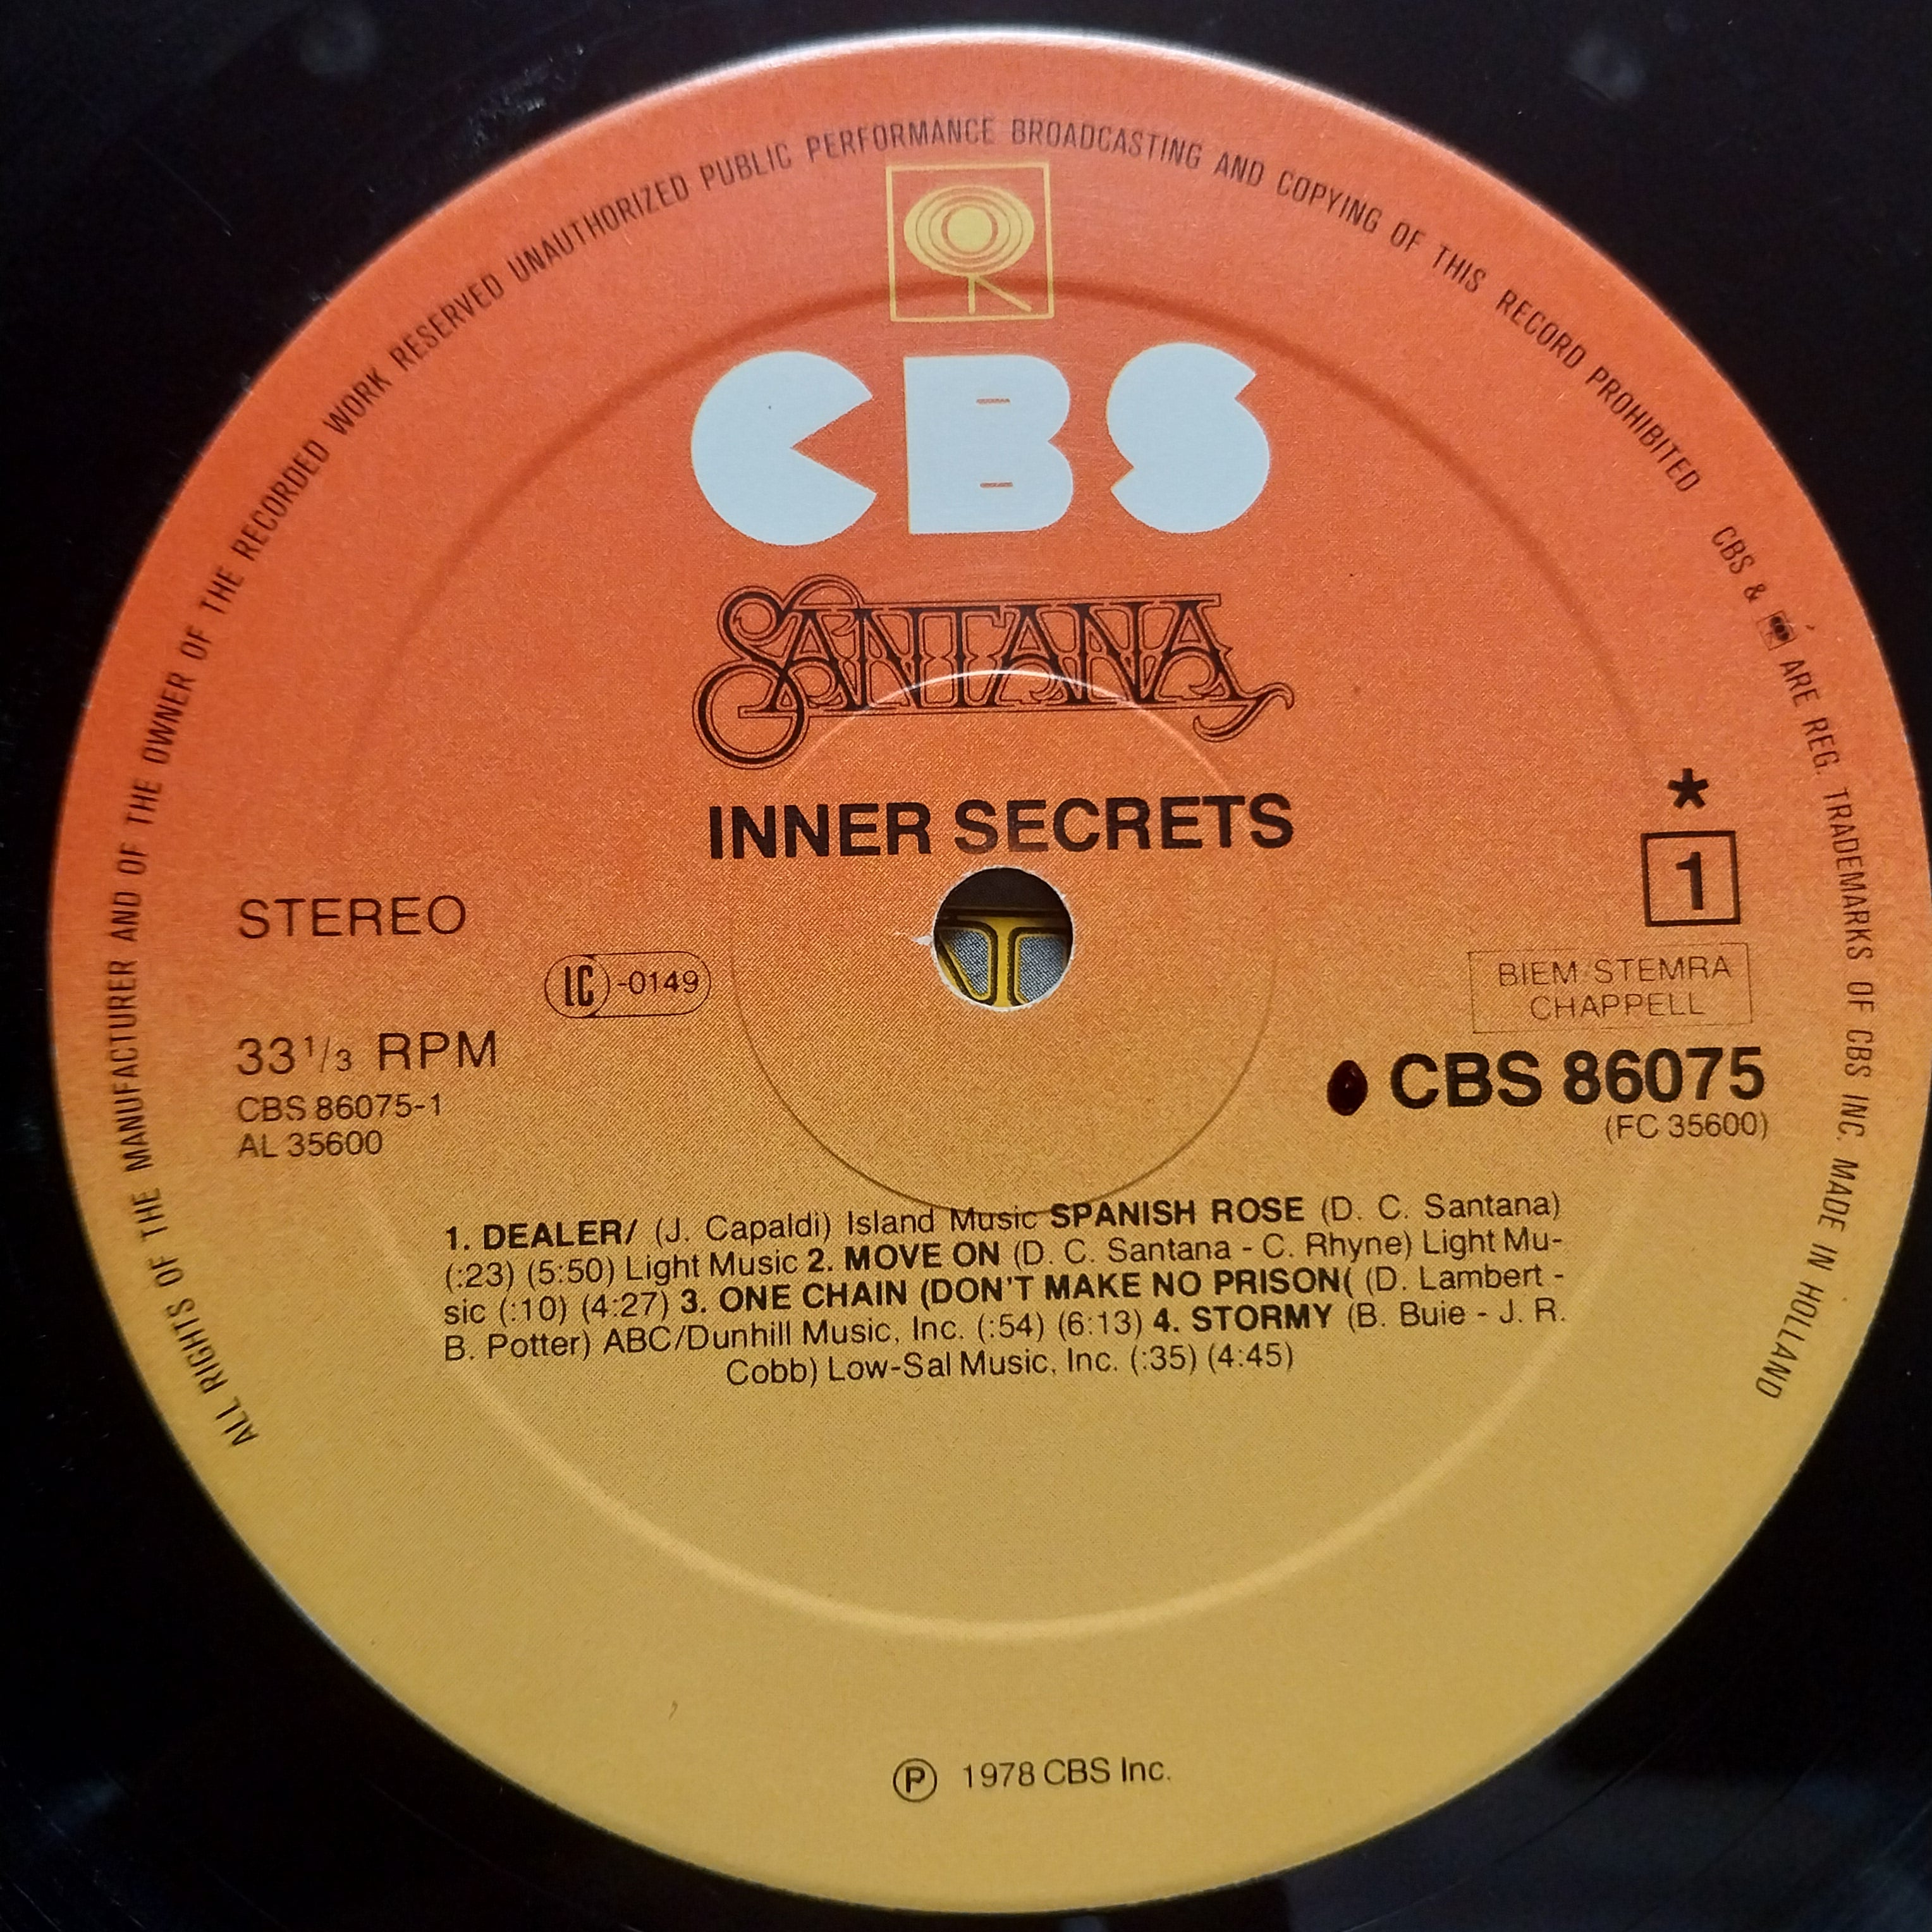 ALL RIGHTS OF THE MANUFACTURER AND OF THE OWNER OF THE RECORDED WORK RESERVED UNAUTHORIZED PUBLIC PERFORMANCE BROADCASTING AND COPYING OF THIS RECORD PROHIBITED CBS & ARE REG. TRADEMARKS OF CBS INC. MADE IN HOLLAND
CBS
SANTANA
INNER SECRETS
*
1
STEREO
LC -0149
BIEM-STEMRA
CHAPPELL
33 1/3 RPM
CBS 86075-1
AL 35600
CBS 86075
(FC 35600)
1. DEALER/ (J. Capaldi) Island Music SPANISH ROSE (D. C. Santana)
(:23) (5:50) Light Music 2. MOVE ON (D. C. Santana - C. Rhyne) Light Mu-
sic (:10) (4:27) 3. ONE CHAIN (DON'T MAKE NO PRISON( (D. Lambert -
B. Potter) ABC/Dunhill Music, Inc. (:54) (6:13) 4. STORMY (B. Buie - J. R.
Cobb) Low-Sal Music, Inc. (:35) (4:45)
Ⓟ 1978 CBS Inc.